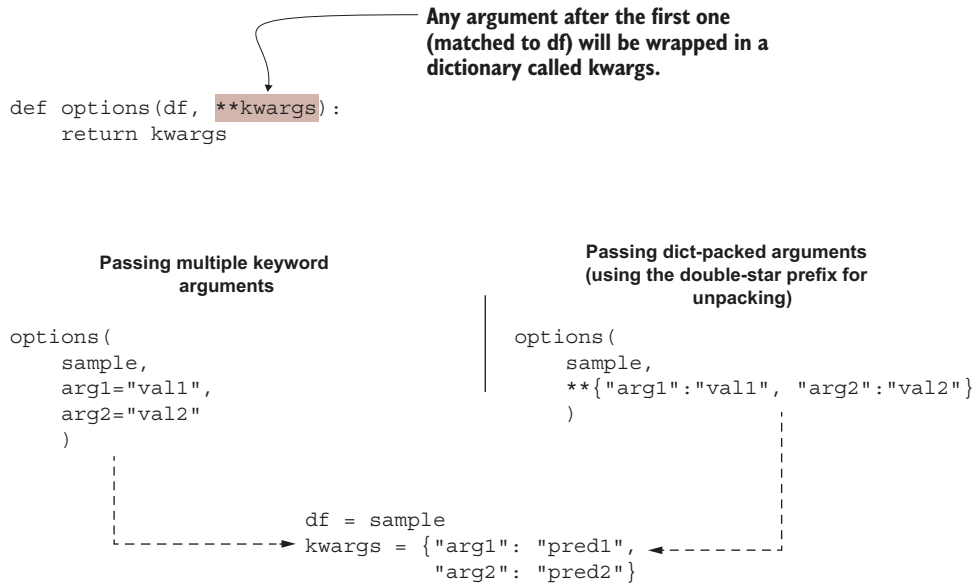 Any argument after the first one
(matched to df) will be wrapped in a
dictionary called kwargs.
def options(df, **kwargs):
    return kwargs
Passing multiple keyword
arguments
options(
    sample,
    arg1="val1",
    arg2="val2"
    )
Passing dict-packed arguments
(using the double-star prefix for
unpacking)
options(
    sample,
    **{"arg1":"val1", "arg2":"val2"}
    )
df = sample
kwargs = {"arg1": "pred1",
          "arg2": "pred2"}